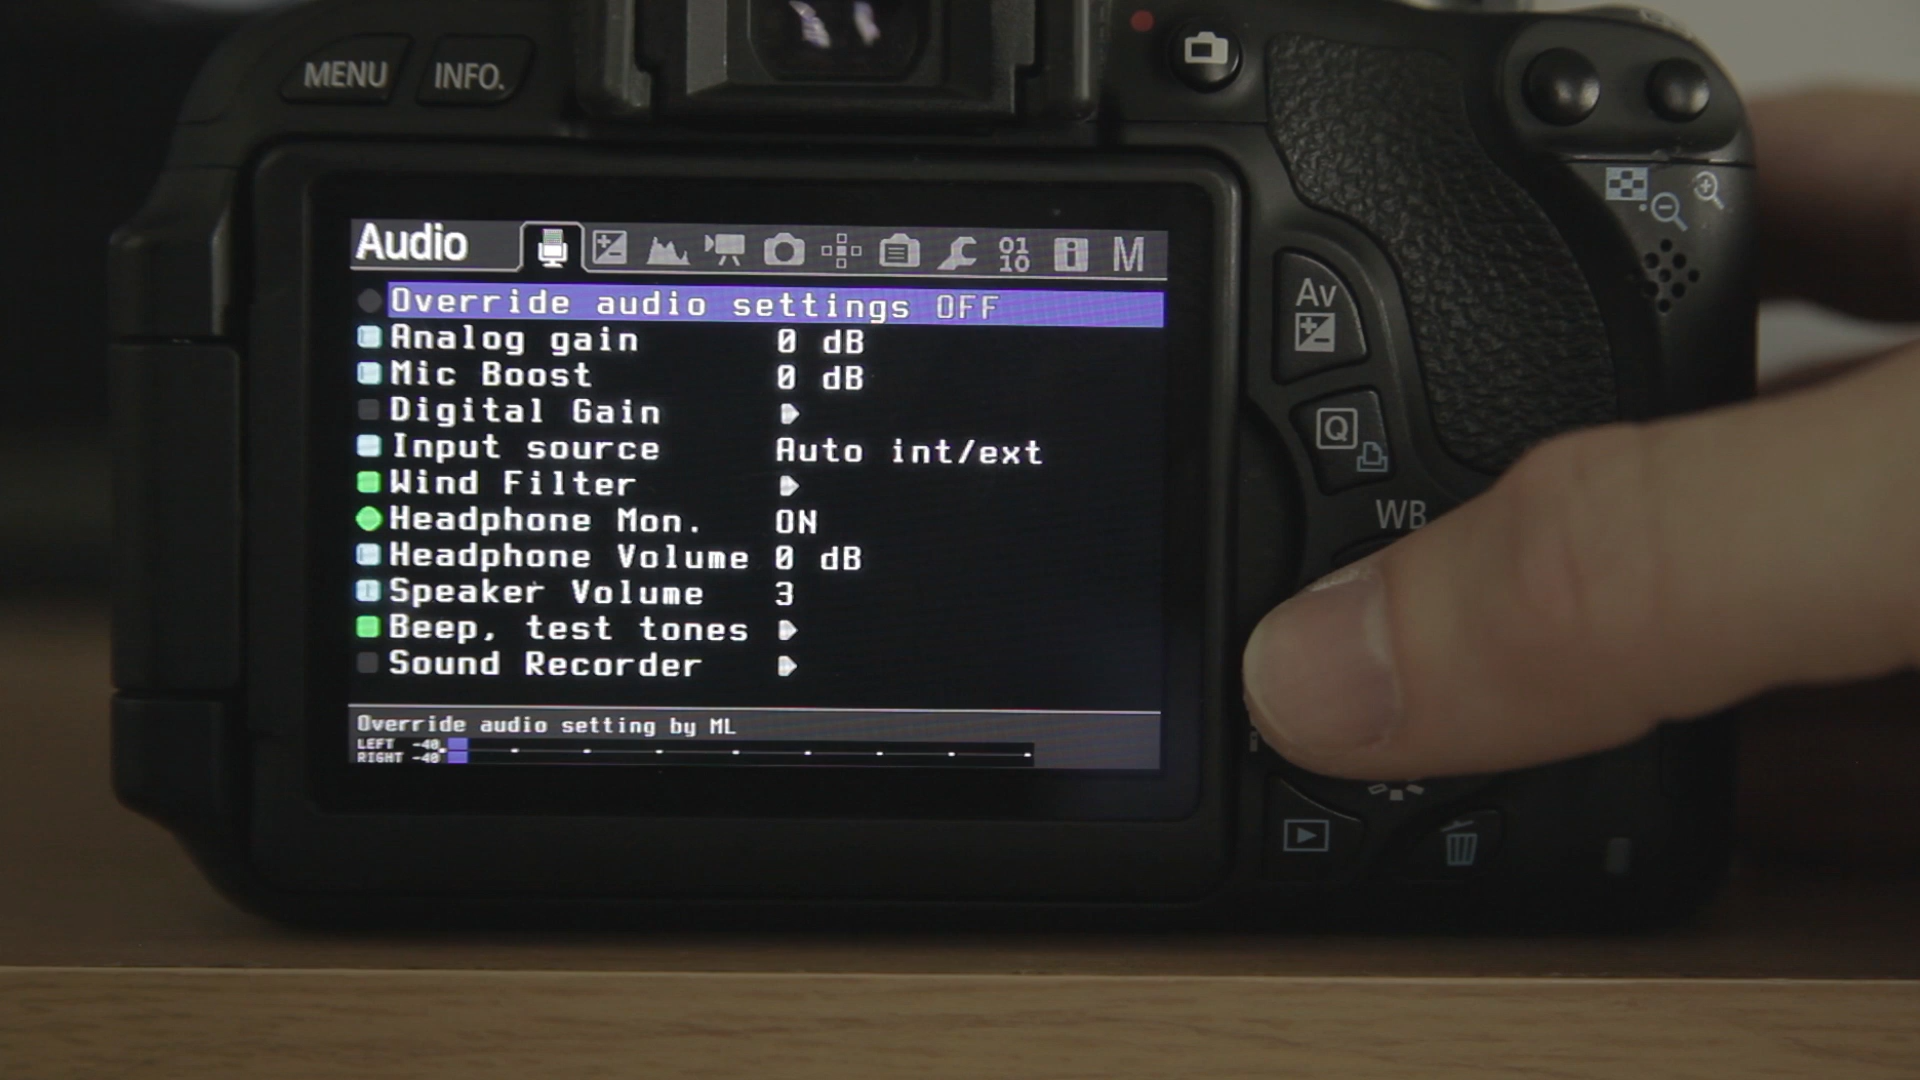 MENU INFO.
Audio M
Override audio settings OFF
Analog gain 0 dB
Mic Boost 0 dB
Digital Gain
Input source Auto int/ext
Wind Filter
Headphone Mon. ON
Headphone Volume 0 dB
Speaker Volume 3
Beep, test tones
Sound Recorder
Override audio setting by ML
LEFT -40
RIGHT -40
Av
Q
WB